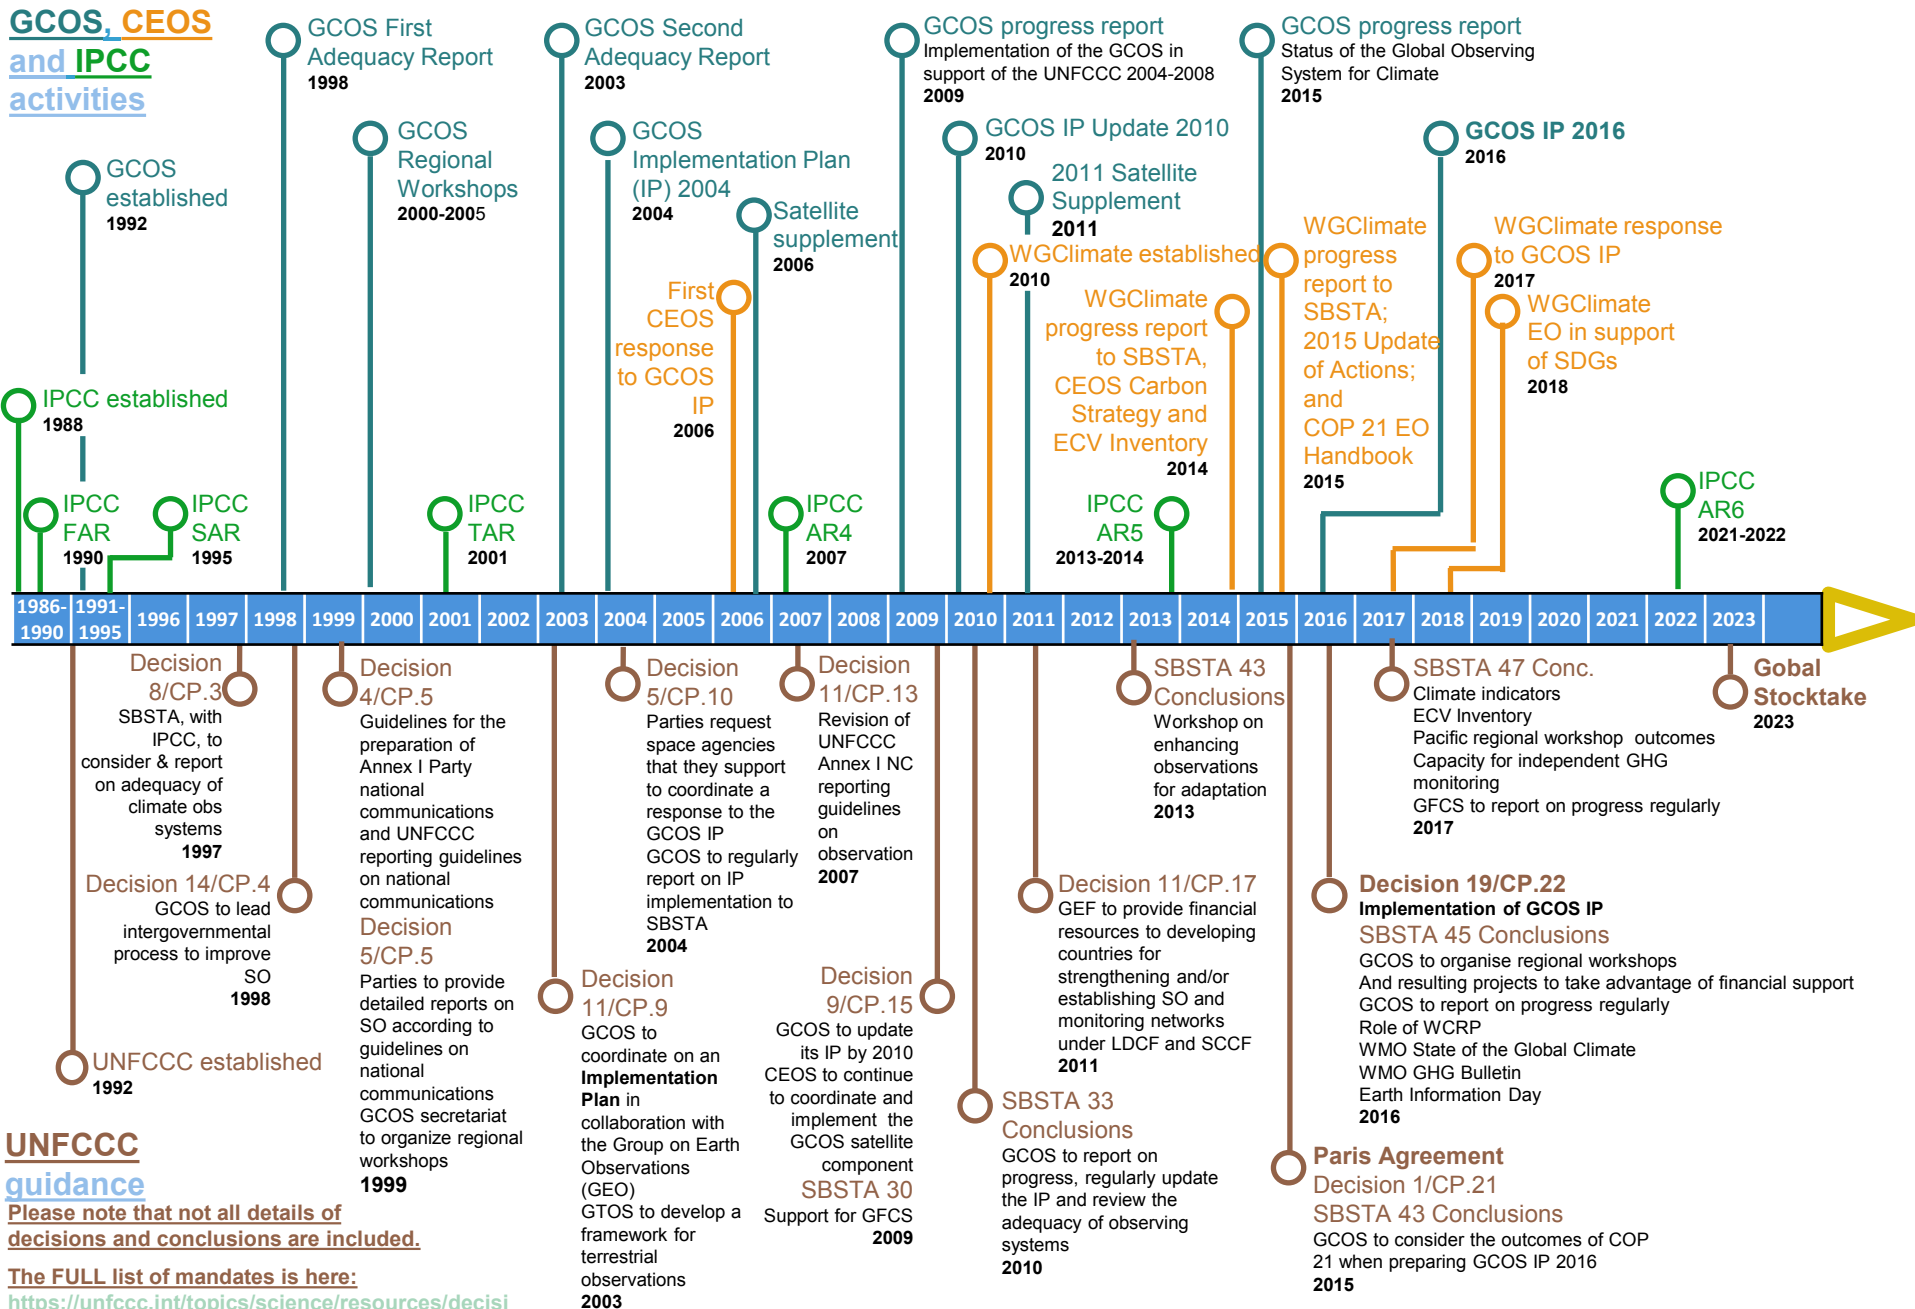 GCOS, CEOS
and IPCC
activities
GCOS First
Adequacy Report
1998
GCOS Second
Adequacy Report
2003
GCOS progress report
Implementation of the GCOS in
support of the UNFCCC 2004-2008
2009
GCOS progress report
Status of the Global Observing
System for Climate
2015
GCOS
established
1992
GCOS
Regional
Workshops
2000-2005
GCOS
Implementation Plan
(IP) 2004
2004
Satellite
supplement
2006
GCOS IP Update 2010
2010
2011 Satellite
Supplement
2011
GCOS IP 2016
2016
First
CEOS
response
to GCOS
IP
2006
WGClimate established
2010
WGClimate
progress report
to SBSTA,
CEOS Carbon
Strategy and
ECV Inventory
2014
WGClimate
progress
report to
SBSTA;
2015 Update
of Actions;
and
COP 21 EO
Handbook
2015
WGClimate response
to GCOS IP
2017
WGClimate
EO in support
of SDGs
2018
IPCC established
1988
IPCC
FAR
1990
IPCC
SAR
1995
IPCC
TAR
2001
IPCC
AR4
2007
IPCC
AR5
2013-2014
IPCC
AR6
2021-2022
1986-
1990
1991-
1995
1996
1997
1998
1999
2000
2001
2002
2003
2004
2005
2006
2007
2008
2009
2010
2011
2012
2013
2014
2015
2016
2017
2018
2019
2020
2021
2022
2023
Decision
8/CP.3
SBSTA, with
IPCC, to
consider & report
on adequacy of
climate obs
systems
1997
Decision 14/CP.4
GCOS to lead
intergovernmental
process to improve
SO
1998
UNFCCC established
1992
Decision
4/CP.5
Guidelines for the
preparation of
Annex I Party
national
communications
and UNFCCC
reporting guidelines
on national
communications
Decision
5/CP.5
Parties to provide
detailed reports on
SO according to
guidelines on
national
communications
GCOS secretariat
to organize regional
workshops
1999
Decision
11/CP.9
GCOS to
coordinate on an
Implementation
Plan in
collaboration with
the Group on Earth
Observations
(GEO)
GTOS to develop a
framework for
terrestrial
observations
2003
Decision
5/CP.10
Parties request
space agencies
that they support
to coordinate a
response to the
GCOS IP
GCOS to regularly
report on IP
implementation to
SBSTA
2004
Decision
11/CP.13
Revision of
UNFCCC
Annex I NC
reporting
guidelines
on
observation
2007
Decision
9/CP.15
GCOS to update
its IP by 2010
CEOS to continue
to coordinate and
implement the
GCOS satellite
component
SBSTA 30
Support for GFCS
2009
SBSTA 33
Conclusions
GCOS to report on
progress, regularly update
the IP and review the
adequacy of observing
systems
2010
Decision 11/CP.17
GEF to provide financial
resources to developing
countries for
strengthening and/or
establishing SO and
monitoring networks
under LDCF and SCCF
2011
SBSTA 43
Conclusions
Workshop on
enhancing
observations
for adaptation
2013
Paris Agreement
Decision 1/CP.21
SBSTA 43 Conclusions
GCOS to consider the outcomes of COP
21 when preparing GCOS IP 2016
2015
Decision 19/CP.22
Implementation of GCOS IP
SBSTA 45 Conclusions
GCOS to organise regional workshops
And resulting projects to take advantage of financial support
GCOS to report on progress regularly
Role of WCRP
WMO State of the Global Climate
WMO GHG Bulletin
Earth Information Day
2016
SBSTA 47 Conc.
Climate indicators
ECV Inventory
Pacific regional workshop outcomes
Capacity for independent GHG
monitoring
GFCS to report on progress regularly
2017
Gobal
Stocktake
2023
UNFCCC
guidance
Please note that not all details of
decisions and conclusions are included.
The FULL list of mandates is here:
https://unfccc.int/topics/science/resources/decisi